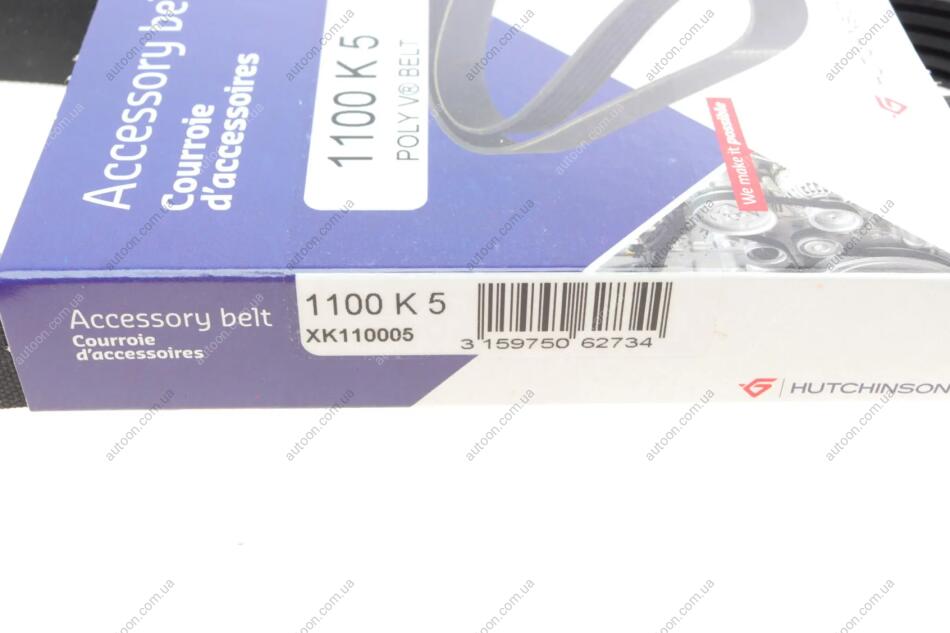 Accessory be
Courroie
d'accessoires
1100 K 5
POLY V® BELT
We make it possible
Accessory belt
Courroie
d'accessoires
1100 K 5
XK110005
3 159750 62734
HUTCHINSON
autoon.com.ua